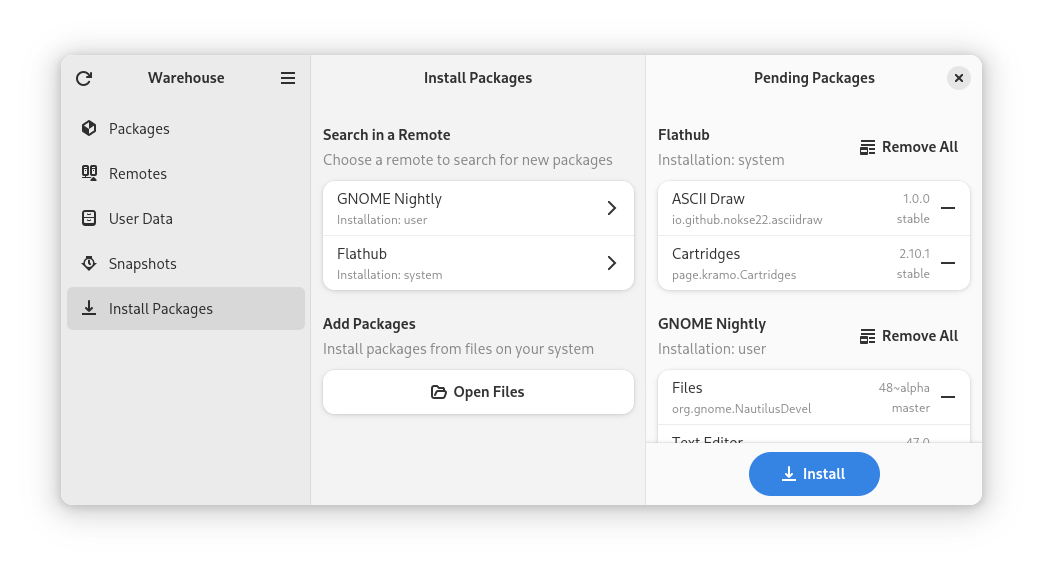 Warehouse
Packages
Remotes
User Data
Snapshots
Install Packages
Install Packages
Search in a Remote
Choose a remote to search for new packages
GNOME Nightly
Installation: user
Flathub
Installation: system
Add Packages
Install packages from files on your system
Open Files
Pending Packages
Flathub
Installation: system
Remove All
ASCII Draw
io.github.nokse22.asciidraw
1.0.0
stable
Cartridges
page.kramo.Cartridges
2.10.1
stable
GNOME Nightly
Installation: user
Remove All
Files
org.gnome.NautilusDevel
48~alpha
master
Text Editor
47.0
Install